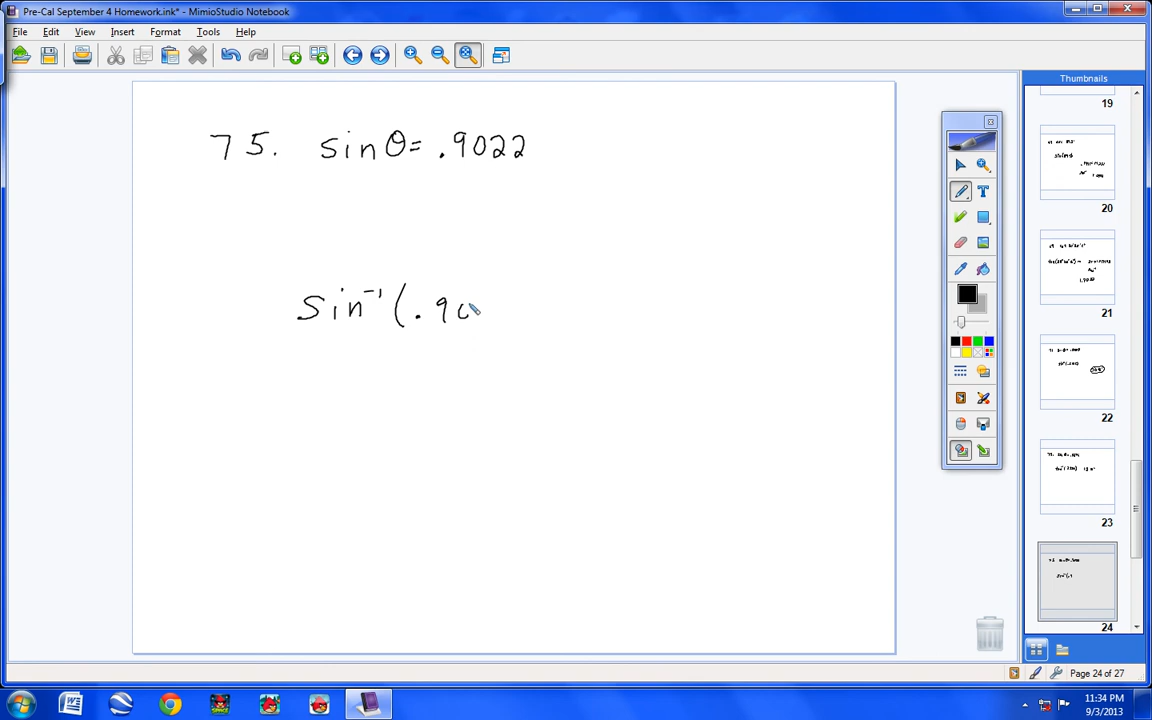 Pre-Cal September 4 Homework.ink* - MimioStudio Notebook
File Edit View Insert Format Tools Help
Thumbnails
75. sinθ= .9022
Sin⁻¹(.90
19
20
21
22
23
24
Page 24 of 27
11:34 PM
9/3/2013